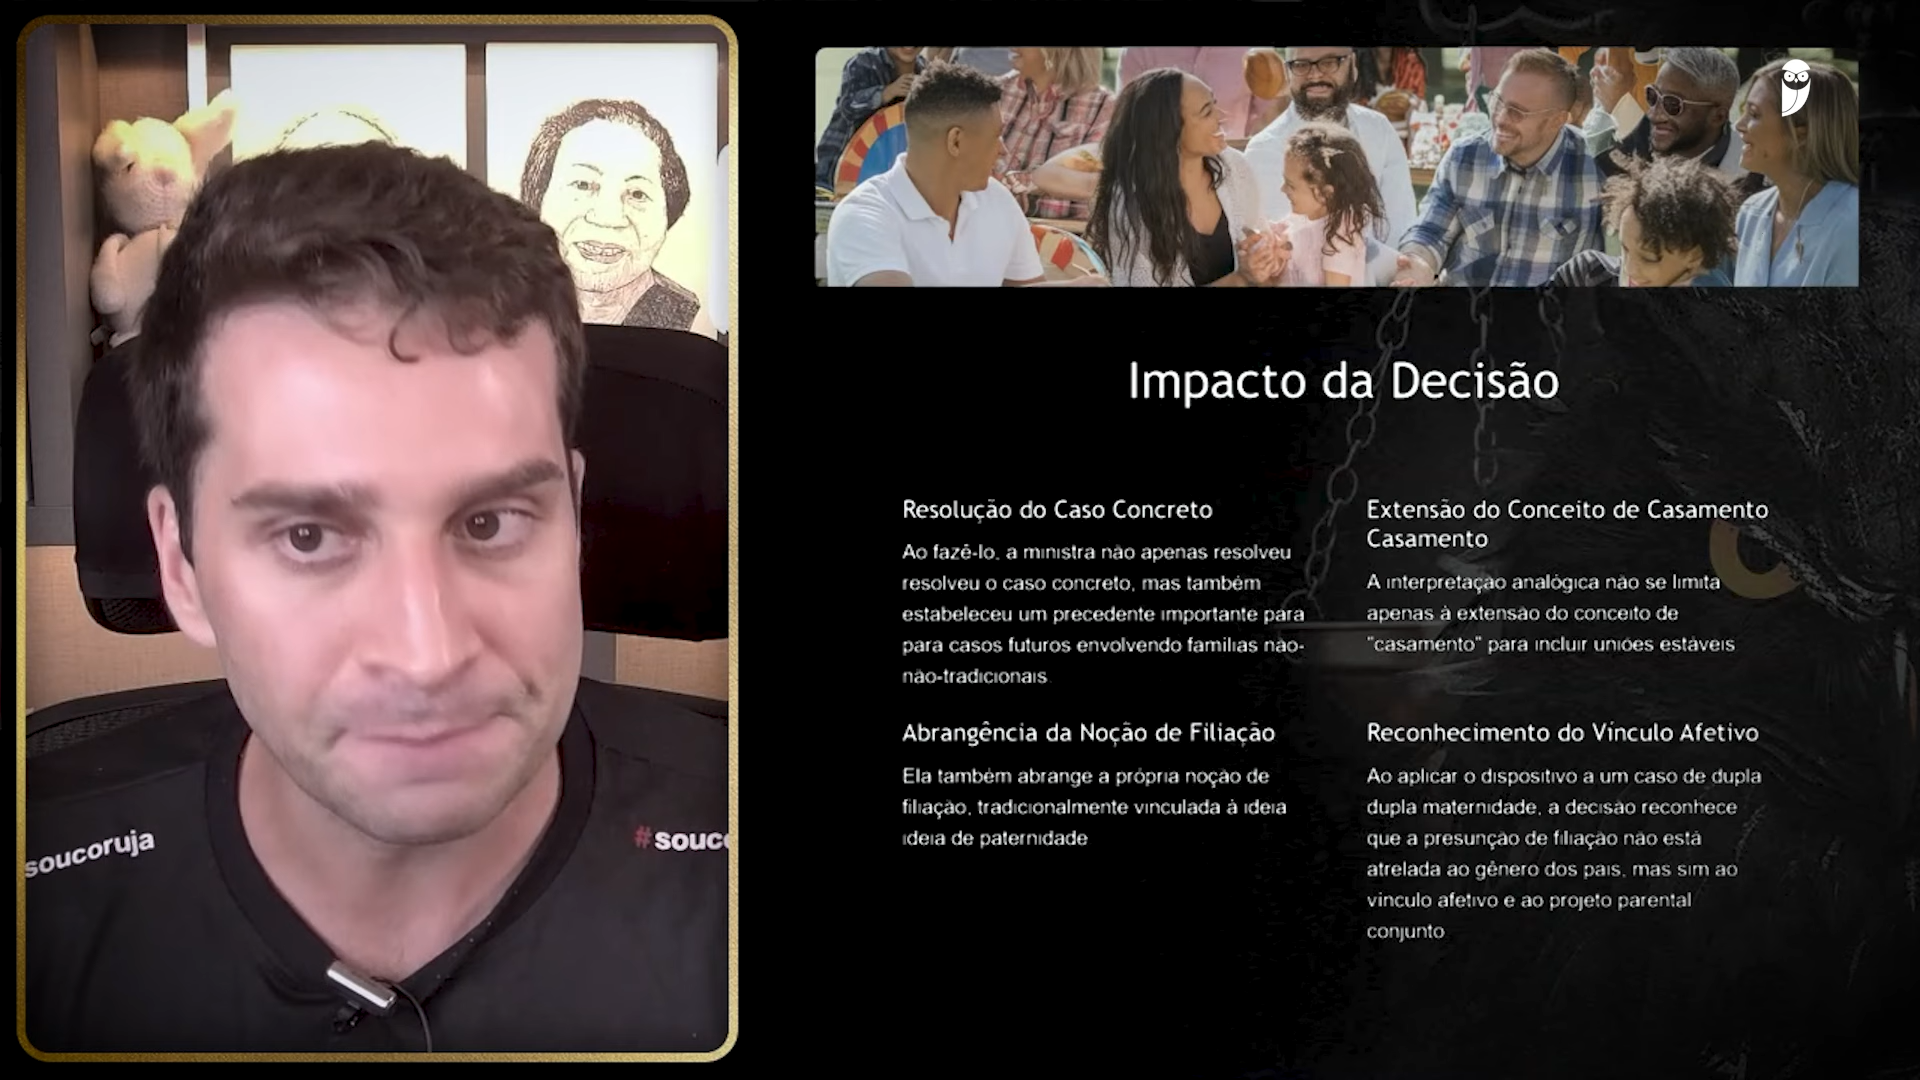 soucoruja
#souc
Impacto da Decisão
Resolução do Caso Concreto
Ao fazê-lo, a ministra não apenas resolveu
resolveu o caso concreto, mas também
estabeleceu um precedente importante para
para casos futuros envolvendo famílias não-
não-tradicionais.
Extensão do Conceito de Casamento
Casamento
A interpretação analógica não se limita
apenas à extensão do conceito de
"casamento" para incluir uniões estáveis
Abrangência da Noção de Filiação
Ela também abrange a própria noção de
filiação, tradicionalmente vinculada à ideia
ideia de paternidade
Reconhecimento do Vínculo Afetivo
Ao aplicar o dispositivo a um caso de dupla
dupla maternidade, a decisão reconhece
que a presunção de filiação não está
atrelada ao gênero dos pais, mas sim ao
vínculo afetivo e ao projeto parental
conjunto